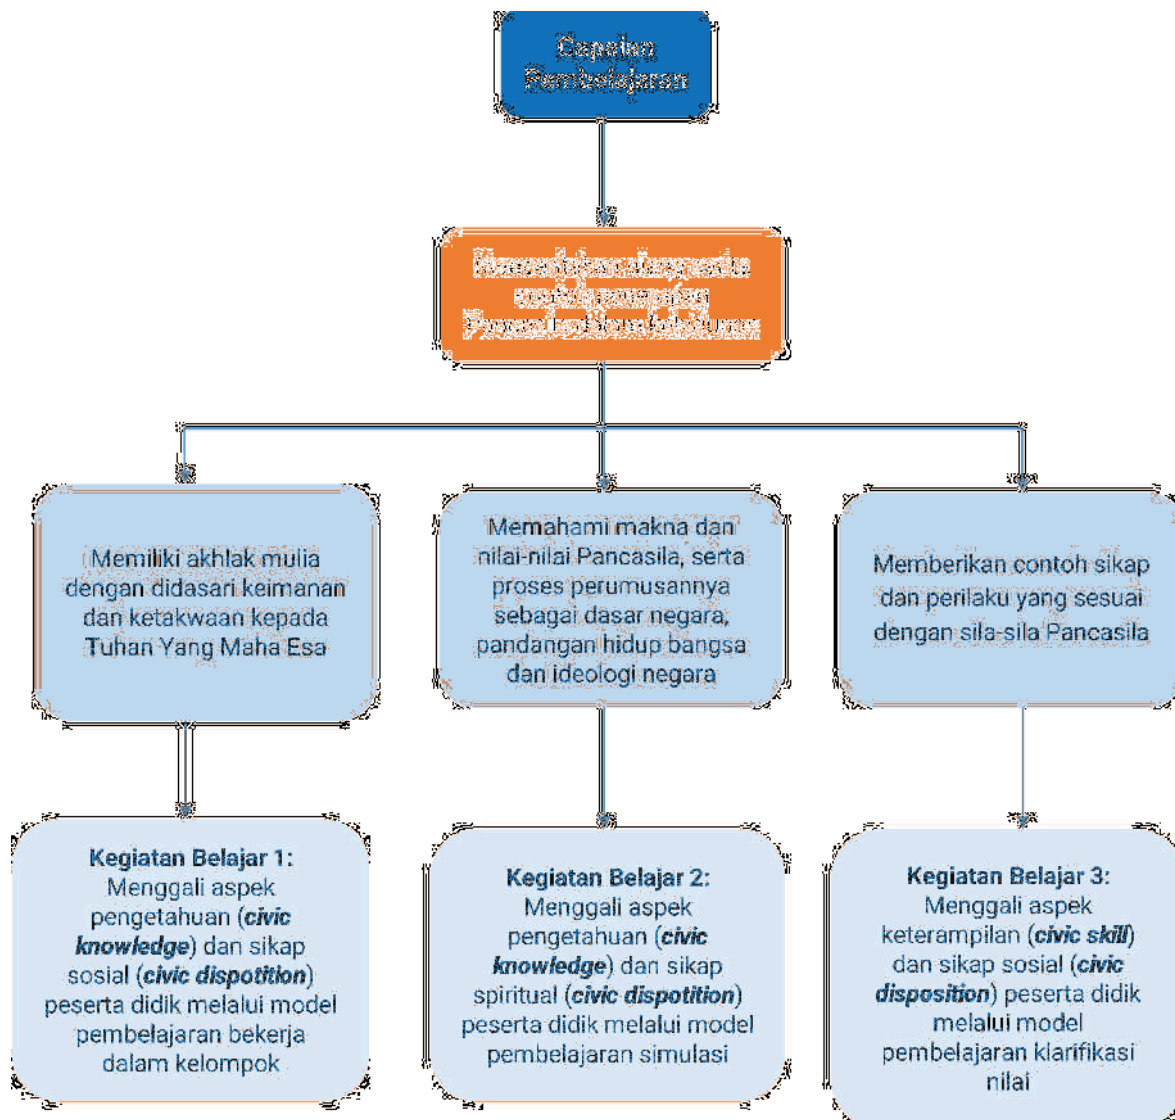 Capaian
Pembelajaran
Pancasila dalam kehidupan
Memiliki akhlak mulia
dengan didasari keimanan
dan ketakwaan kepada
Tuhan Yang Maha Esa
Memahami makna dan
nilai-nilai Pancasila, serta
proses perumusannya
sebagai dasar negara,
pandangan hidup bangsa
dan ideologi negara
Memberikan contoh sikap
dan perilaku yang sesuai
dengan sila-sila Pancasila
Kegiatan Belajar 1:
Menggali aspek
pengetahuan (civic
knowledge) dan sikap
sosial (civic dispotition)
peserta didik melalui model
pembelajaran bekerja
dalam kelompok
Kegiatan Belajar 2:
Menggali aspek
pengetahuan (civic
knowledge) dan sikap
spiritual (civic dispotition)
peserta didik melalui model
pembelajaran simulasi
Kegiatan Belajar 3:
Menggali aspek
keterampilan (civic skill)
dan sikap sosial (civic
disposition) peserta didik
melalui model
pembelajaran klarifikasi
nilai